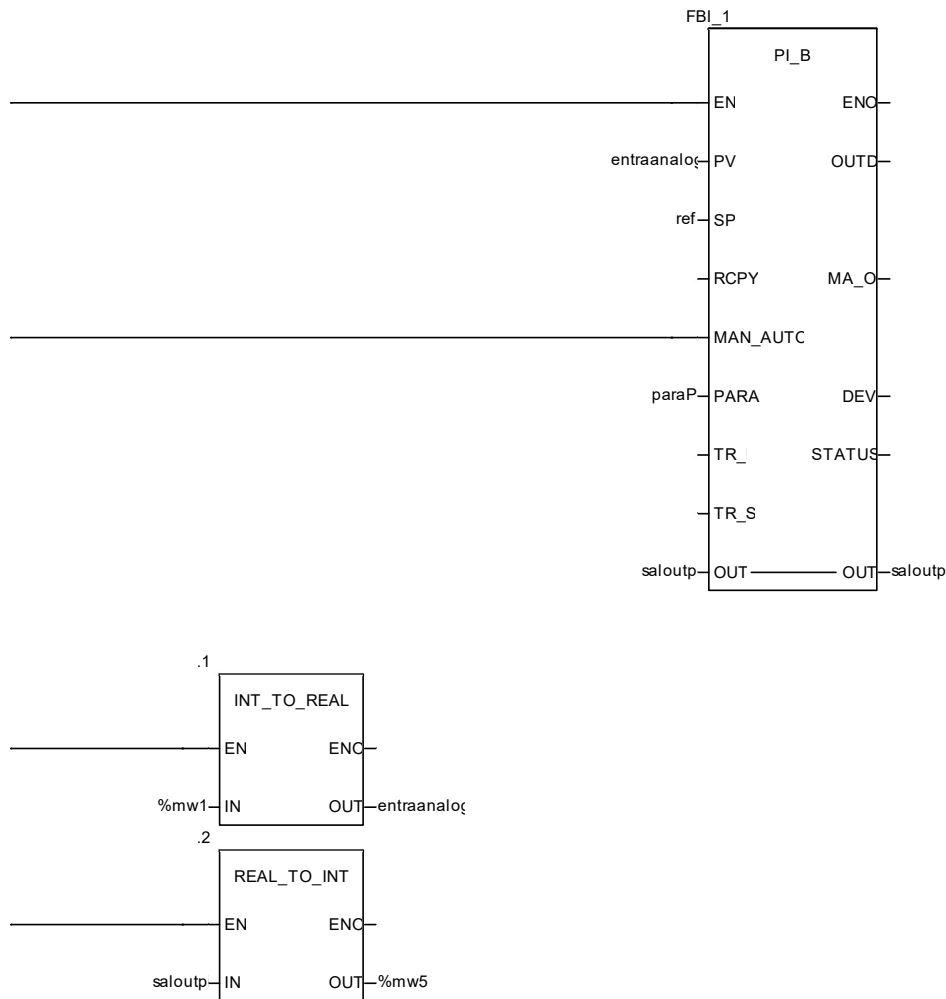 FBI_1
PI_B
EN ENO
entraanalog PV OUTD
ref SP
RCPY MA_O
MAN_AUTO
paraP PARA DEV
TR_ STATUS
TR_S
saloutp OUT OUT saloutp
.1
INT_TO_REAL
EN ENO
%mw1 IN OUT entraanalog
.2
REAL_TO_INT
EN ENO
saloutp IN OUT %mw5